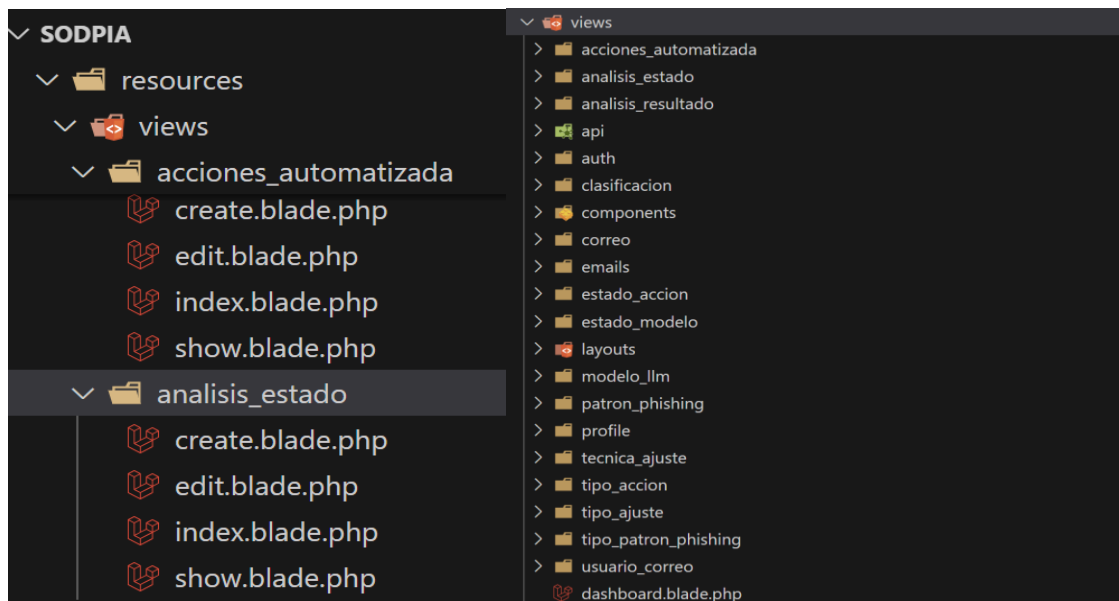 SODPIA
resources
views
acciones_automatizada
create.blade.php
edit.blade.php
index.blade.php
show.blade.php
analisis_estado
create.blade.php
edit.blade.php
index.blade.php
show.blade.php
views
acciones_automatizada
analisis_estado
analisis_resultado
api
auth
clasificacion
components
correo
emails
estado_accion
estado_modelo
layouts
modelo_llm
patron_phishing
profile
tecnica_ajuste
tipo_accion
tipo_ajuste
tipo_patron_phishing
usuario_correo
dashboard.blade.php